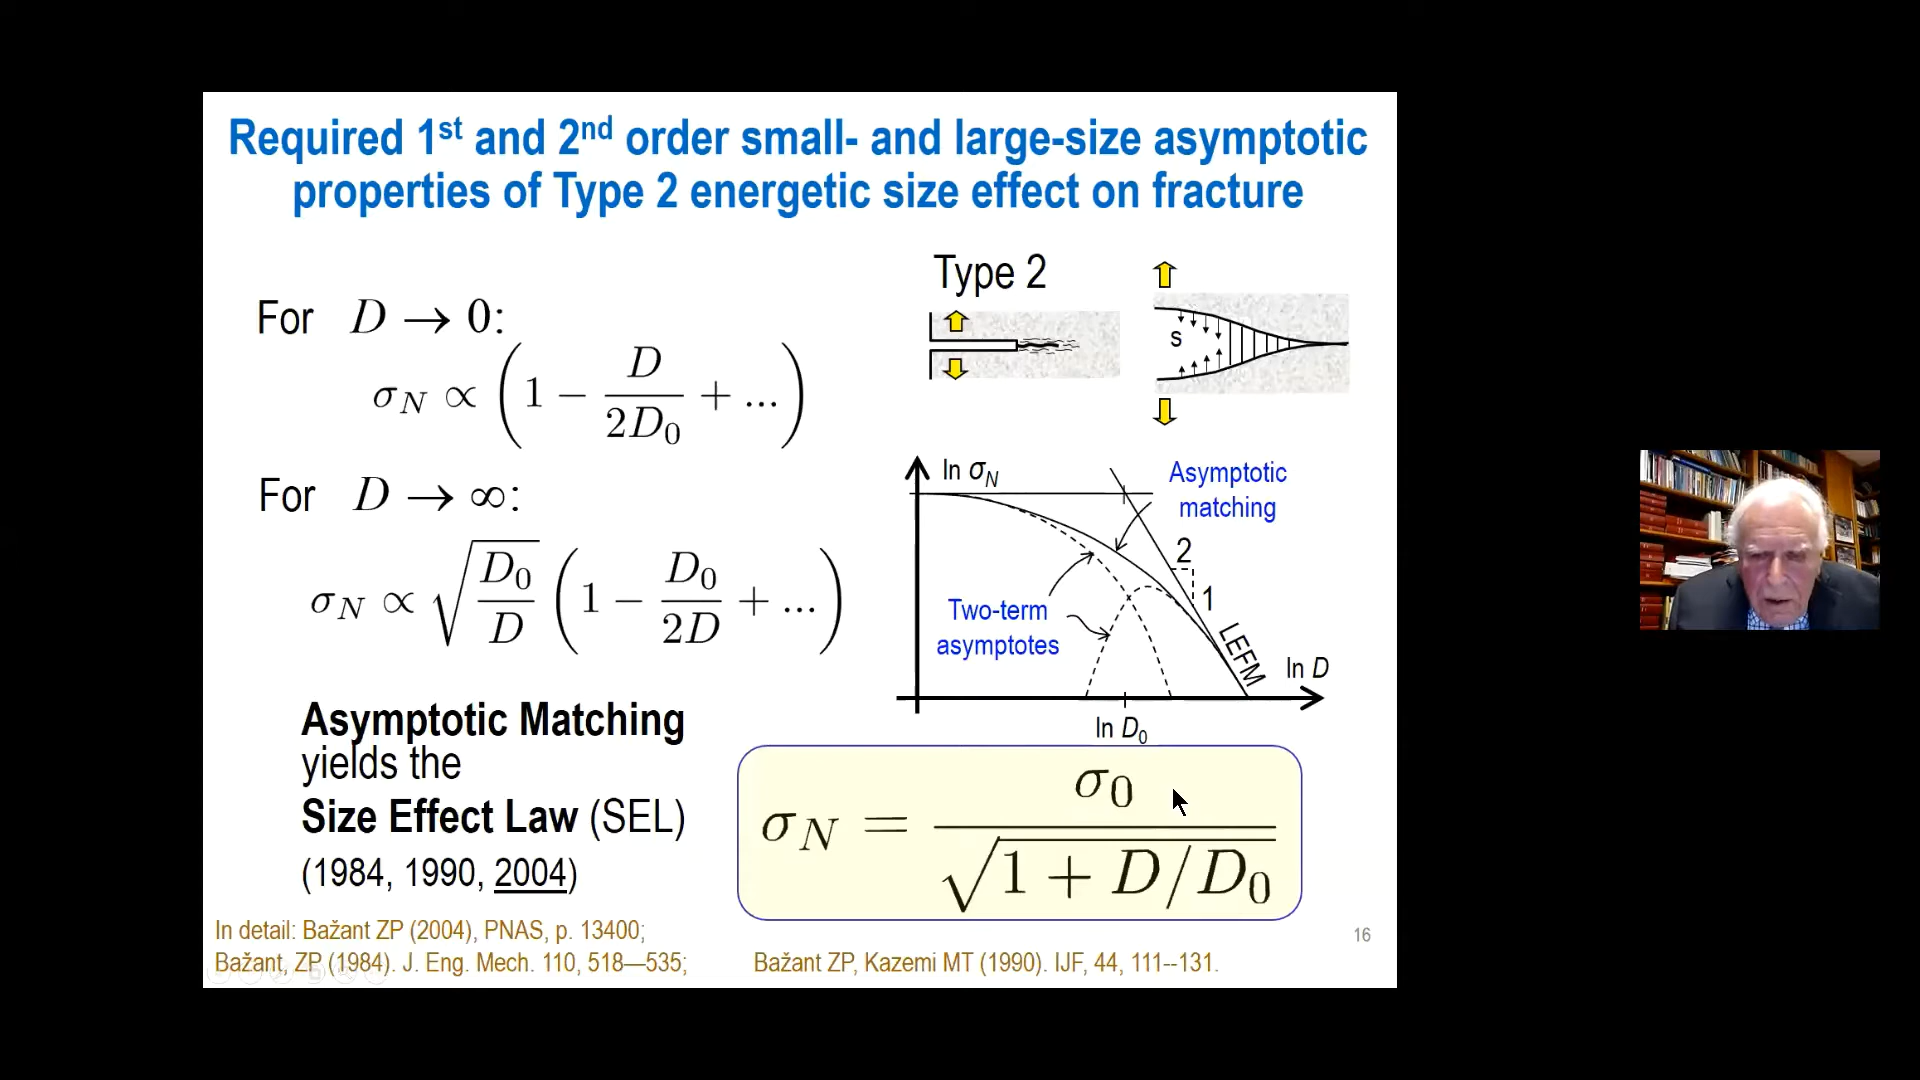 Required 1st and 2nd order small- and large-size asymptotic
properties of Type 2 energetic size effect on fracture
For D → 0:
σ_N ∝ (1 − D/2D₀ + ...)
For D → ∞:
σ_N ∝ √(D₀/D) (1 − D₀/2D + ...)
Asymptotic Matching
yields the
Size Effect Law (SEL)
(1984, 1990, 2004)
Type 2
s
ln σ_N
Asymptotic
matching
2
1
Two-term
asymptotes
LEFM
ln D
ln D₀
σ_N = σ₀ / √(1 + D/D₀)
In detail: Bažant ZP (2004), PNAS, p. 13400;
Bažant, ZP (1984). J. Eng. Mech. 110, 518—535;
Bažant ZP, Kazemi MT (1990). IJF, 44, 111--131.
16